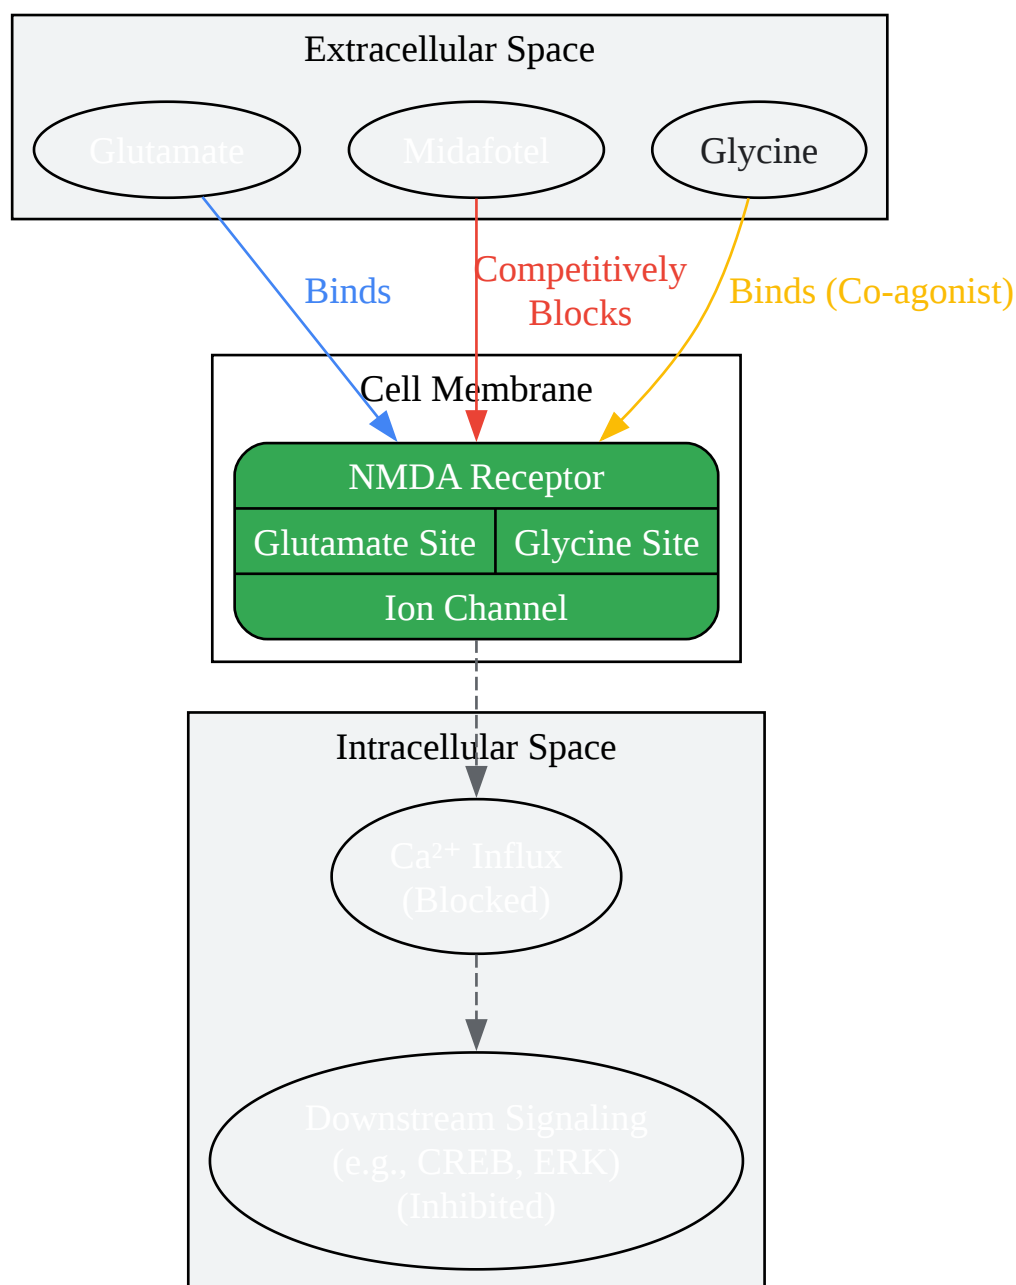 Extracellular Space
Glutamate
Midafotel
Glycine
Binds
Competitively
Blocks
Binds (Co-agonist)
Cell Membrane
NMDA Receptor
Glutamate Site
Glycine Site
Ion Channel
Intracellular Space
Ca²⁺ Influx
(Blocked)
Downstream Signaling
(e.g., CREB, ERK)
(Inhibited)